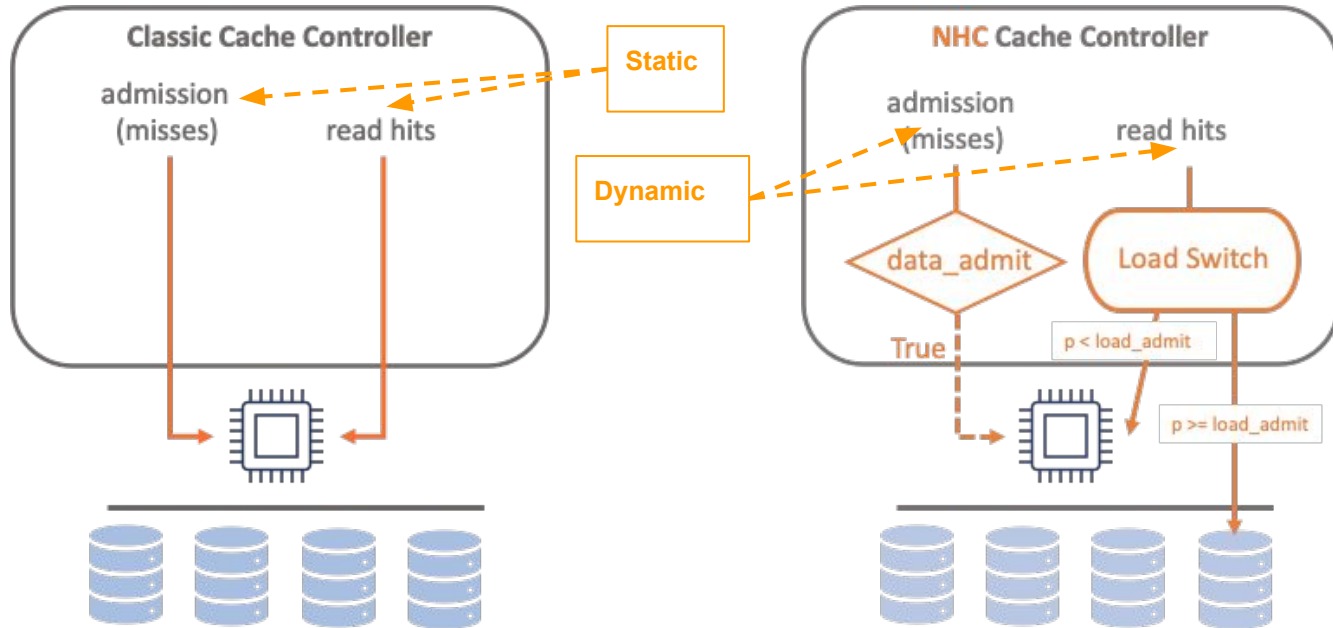 Classic Cache Controller
admission
(misses)
read hits
Static
Dynamic
NHC Cache Controller
admission
(misses)
read hits
data_admit
Load Switch
True
p < load_admit
p >= load_admit